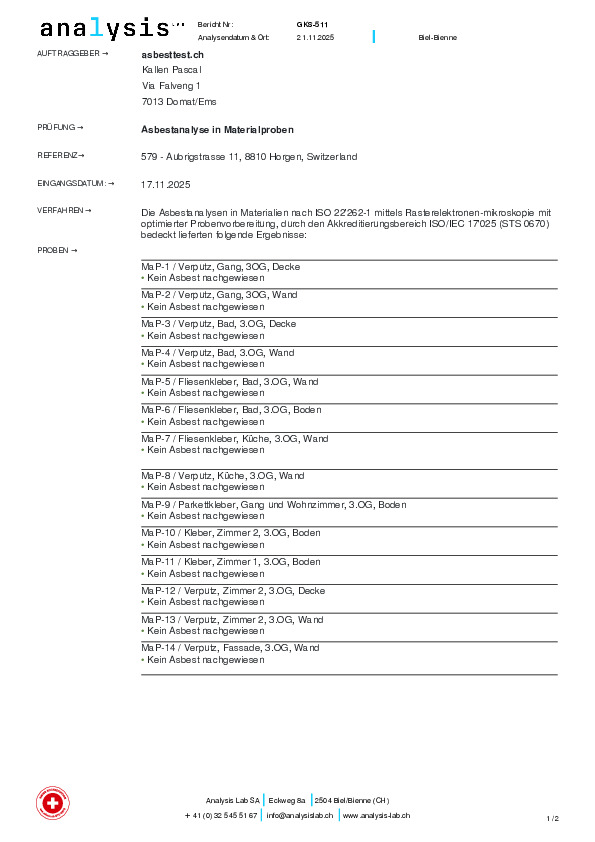 analysis
Bericht Nr: GKS-511
Analysendatum & Ort: 21.11.2025 Biel-Bienne
AUFTRAGGEBER → asbesttest.ch
Kallen Pascal
Via Falveng 1
7013 Domat/Ems
PRÜFUNG → Asbestanalyse in Materialproben
REFERENZ→ 579 - Aubrigstrasse 11, 8810 Horgen, Switzerland
EINGANGSDATUM: → 17.11.2025
VERFAHREN → Die Asbestanalysen in Materialien nach ISO 22'262-1 mittels Rasterelektronen-mikroskopie mit
optimierter Probenvorbereitung, durch den Akkreditierungsbereich ISO/IEC 17'025 (STS 0670)
bedeckt lieferten folgende Ergebnisse:
PROBEN →
MaP-1 / Verputz, Gang, 3OG, Decke
• Kein Asbest nachgewiesen
MaP-2 / Verputz, Gang, 3OG, Wand
• Kein Asbest nachgewiesen
MaP-3 / Verputz, Bad, 3.OG, Decke
• Kein Asbest nachgewiesen
MaP-4 / Verputz, Bad, 3.OG, Wand
• Kein Asbest nachgewiesen
MaP-5 / Fliesenkleber, Bad, 3.OG, Wand
• Kein Asbest nachgewiesen
MaP-6 / Fliesenkleber, Bad, 3.OG, Boden
• Kein Asbest nachgewiesen
MaP-7 / Fliesenkleber, Küche, 3.OG, Wand
• Kein Asbest nachgewiesen
MaP-8 / Verputz, Küche, 3.OG, Wand
• Kein Asbest nachgewiesen
MaP-9 / Parkettkleber, Gang und Wohnzimmer, 3.OG, Boden
• Kein Asbest nachgewiesen
MaP-10 / Kleber, Zimmer 2, 3.OG, Boden
• Kein Asbest nachgewiesen
MaP-11 / Kleber, Zimmer 1, 3.OG, Boden
• Kein Asbest nachgewiesen
MaP-12 / Verputz, Zimmer 2, 3.OG, Decke
• Kein Asbest nachgewiesen
MaP-13 / Verputz, Zimmer 2, 3.OG, Wand
• Kein Asbest nachgewiesen
MaP-14 / Verputz, Fassade, 3.OG, Wand
• Kein Asbest nachgewiesen
Analysis Lab SA | Eckweg 8a | 2504 Biel/Bienne (CH)
+ 41 (0) 32 545 51 67 | info@analysislab.ch | www.analysis-lab.ch
1 / 2